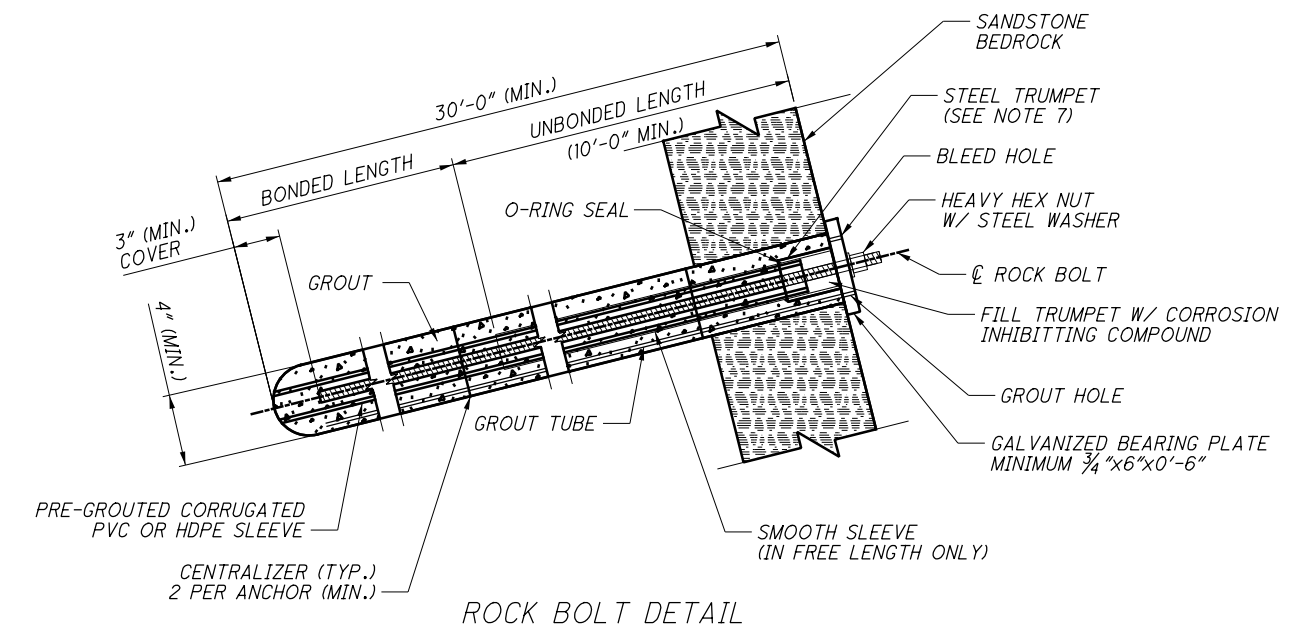 SANDSTONE
BEDROCK
30'-0" (MIN.)
UNBONDED LENGTH
(10'-0" MIN.)
STEEL TRUMPET
(SEE NOTE 7)
BLEED HOLE
BONDED LENGTH
HEAVY HEX NUT
W/ STEEL WASHER
O-RING SEAL
3" (MIN.)
COVER
GROUT
℄ ROCK BOLT
4" (MIN.)
FILL TRUMPET W/ CORROSION
INHIBITTING COMPOUND
GROUT HOLE
GROUT TUBE
GALVANIZED BEARING PLATE
MINIMUM ¾"x6"x0'-6"
PRE-GROUTED CORRUGATED
PVC OR HDPE SLEEVE
SMOOTH SLEEVE
(IN FREE LENGTH ONLY)
CENTRALIZER (TYP.)
2 PER ANCHOR (MIN.)
ROCK BOLT DETAIL